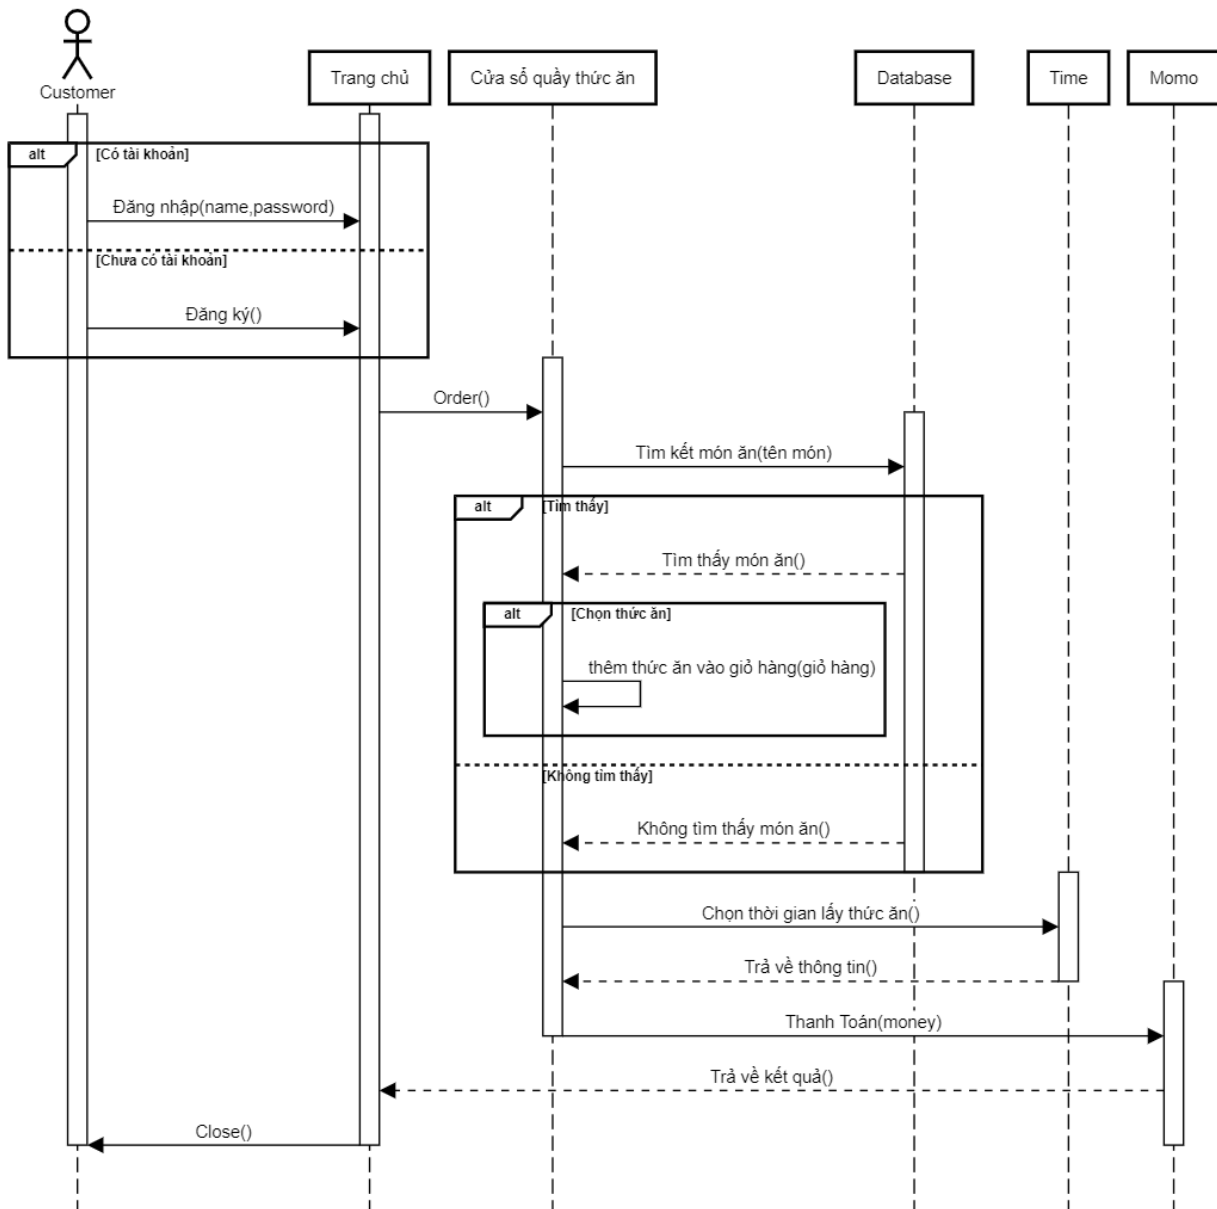 Customer
Trang chủ
Cửa sổ quầy thức ăn
Database
Time
Momo
alt
[Có tài khoản]
Đăng nhập(name,password)
[Chưa có tài khoản]
Đăng ký()
Order()
Tìm kết món ăn(tên món)
alt
[Tìm thấy]
Tìm thấy món ăn()
alt
[Chọn thức ăn]
thêm thức ăn vào giỏ hàng(giỏ hàng)
[Không tìm thấy]
Không tìm thấy món ăn()
Chọn thời gian lấy thức ăn()
Trả về thông tin()
Thanh Toán(money)
Trả về kết quả()
Close()